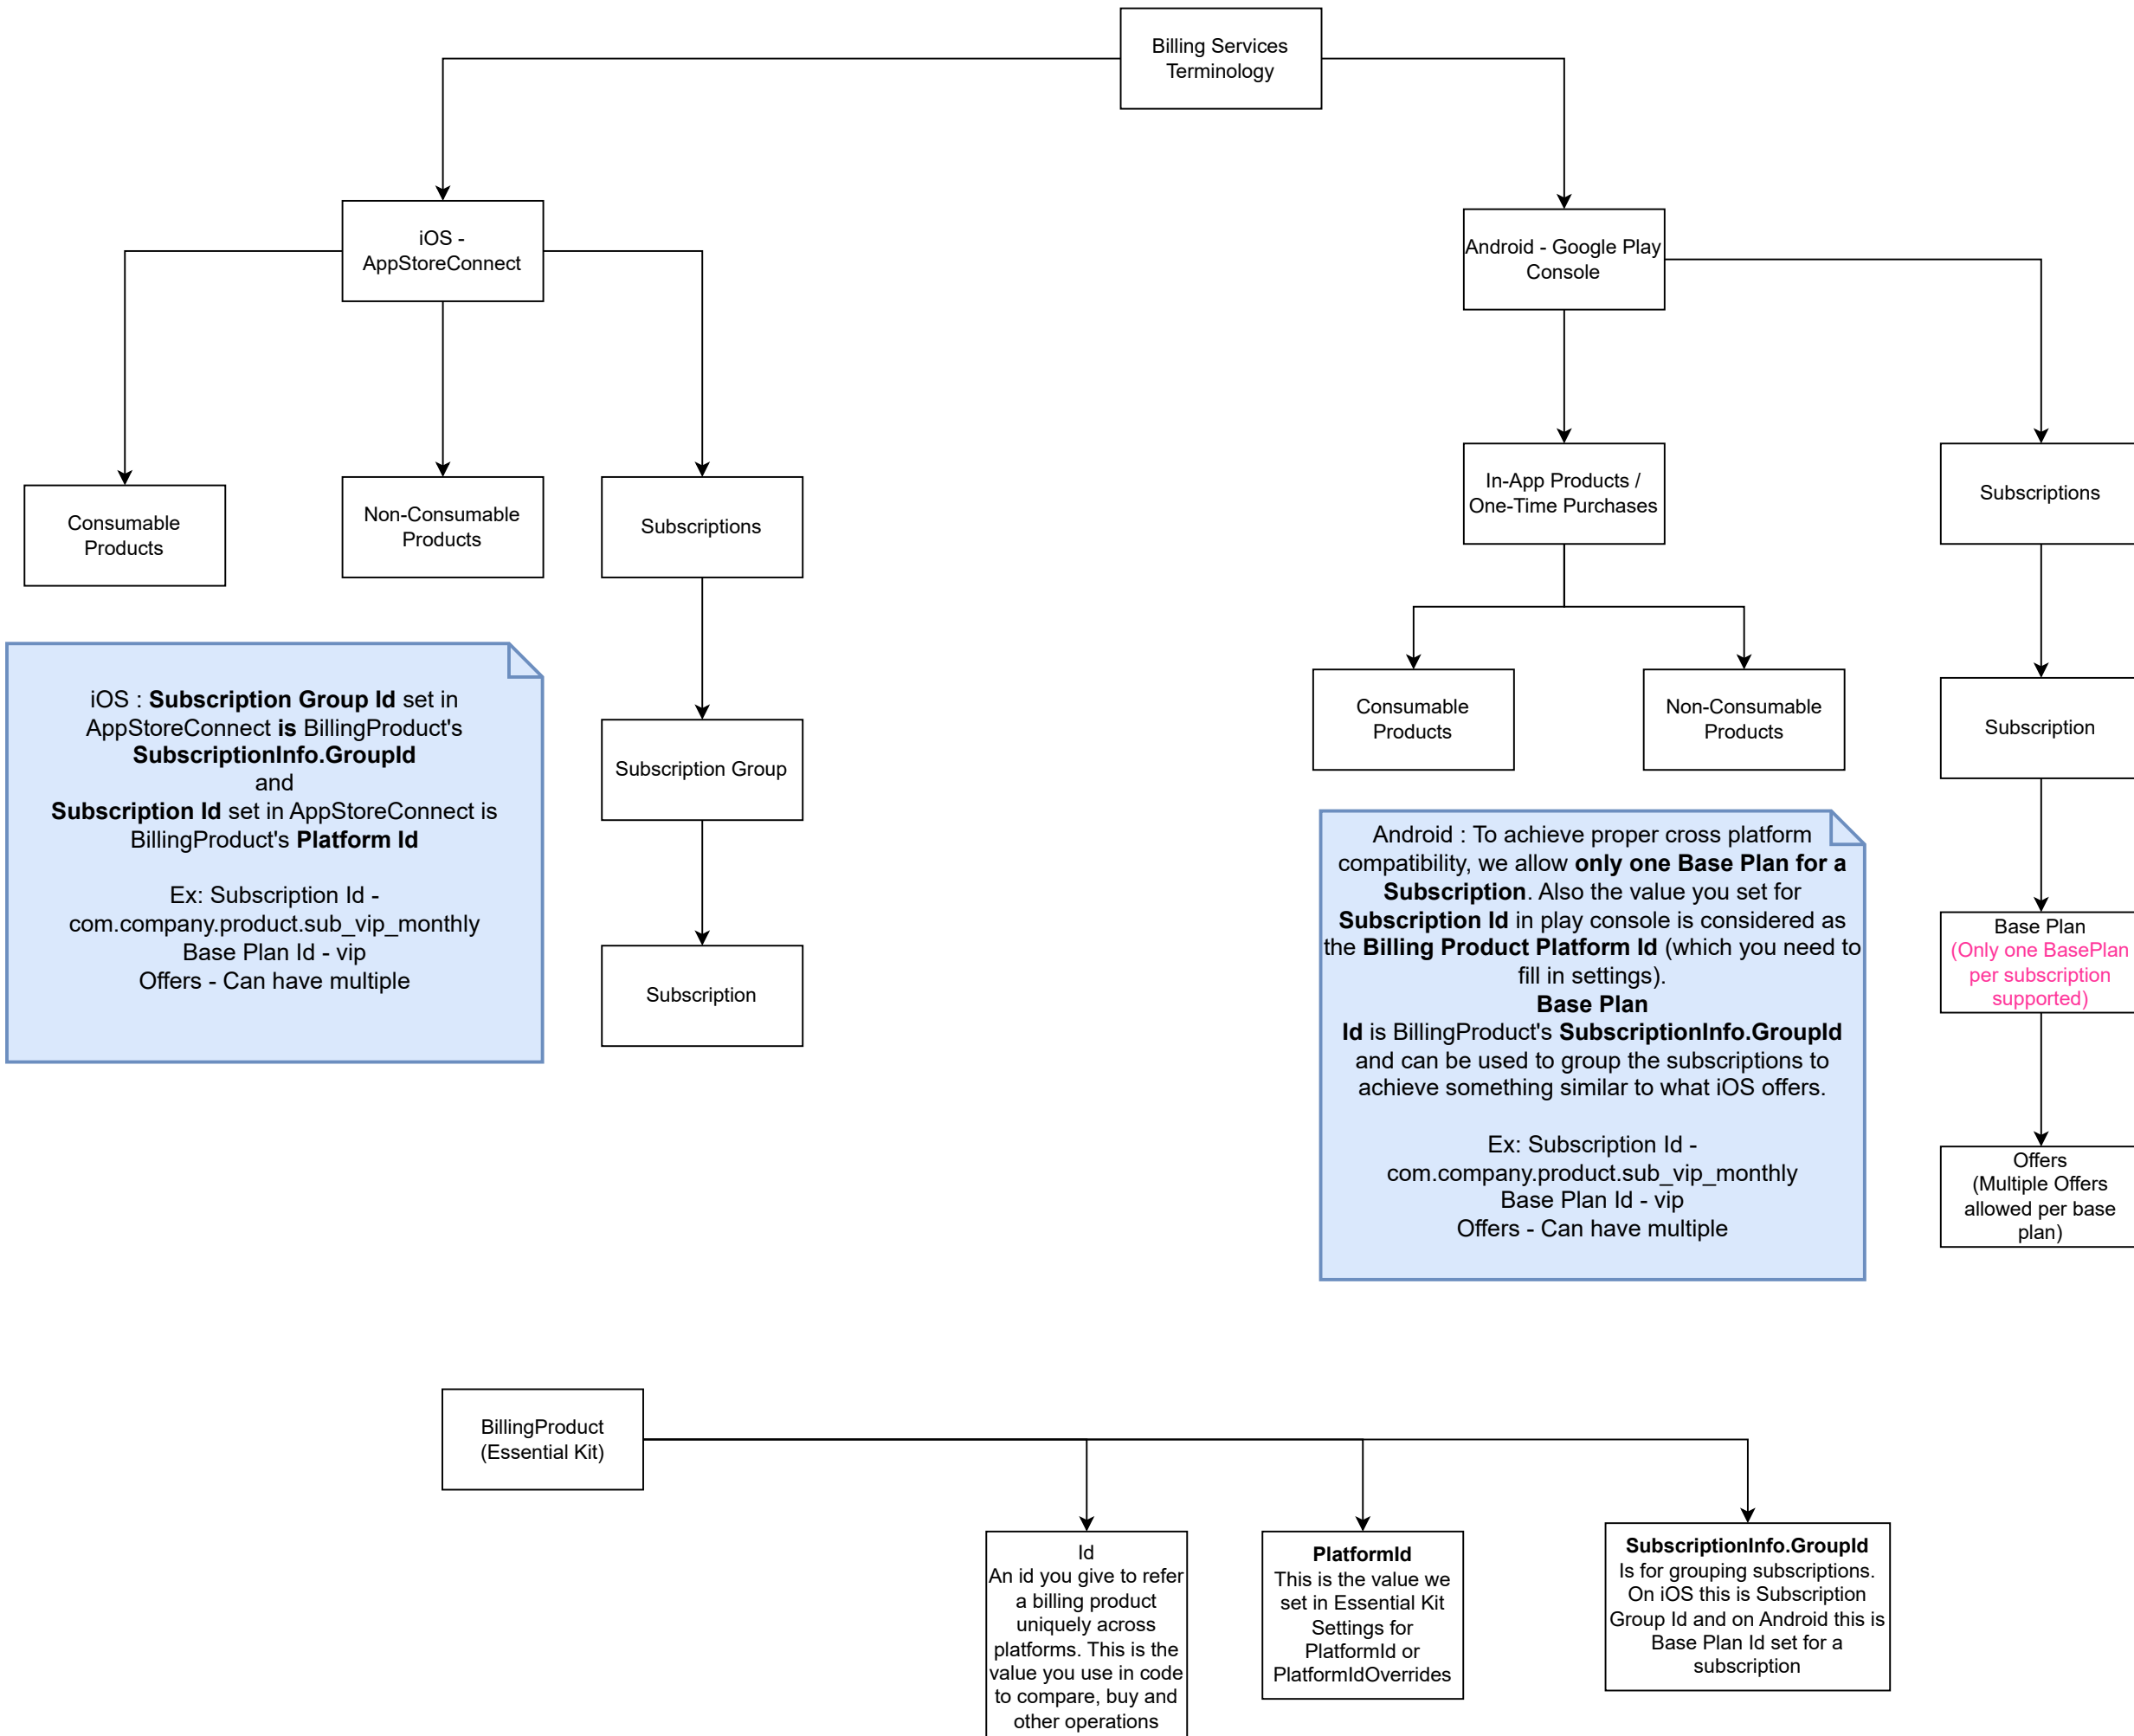 Billing Services
Terminology
iOS -
AppStoreConnect
Android - Google Play
Console
Consumable
Products
Non-Consumable
Products
Subscriptions
In-App Products /
One-Time Purchases
Subscriptions
iOS : Subscription Group Id set in
AppStoreConnect is BillingProduct's
SubscriptionInfo.GroupId
and
Subscription Id set in AppStoreConnect is
BillingProduct's Platform Id
Ex: Subscription Id -
com.company.product.sub_vip_monthly
Base Plan Id - vip
Offers - Can have multiple
Subscription Group
Subscription
Consumable
Products
Non-Consumable
Products
Subscription
Android : To achieve proper cross platform
compatibility, we allow only one Base Plan for a
Subscription. Also the value you set for
Subscription Id in play console is considered as
the Billing Product Platform Id (which you need to
fill in settings).
Base Plan
Id is BillingProduct's SubscriptionInfo.GroupId
and can be used to group the subscriptions to
achieve something similar to what iOS offers.
Ex: Subscription Id -
com.company.product.sub_vip_monthly
Base Plan Id - vip
Offers - Can have multiple
Base Plan
(Only one BasePlan
per subscription
supported)
Offers
(Multiple Offers
allowed per base
plan)
BillingProduct
(Essential Kit)
Id
An id you give to refer
a billing product
uniquely across
platforms. This is the
value you use in code
to compare, buy and
other operations
PlatformId
This is the value we
set in Essential Kit
Settings for
PlatformId or
PlatformIdOverrides
SubscriptionInfo.GroupId
Is for grouping subscriptions.
On iOS this is Subscription
Group Id and on Android this is
Base Plan Id set for a
subscription